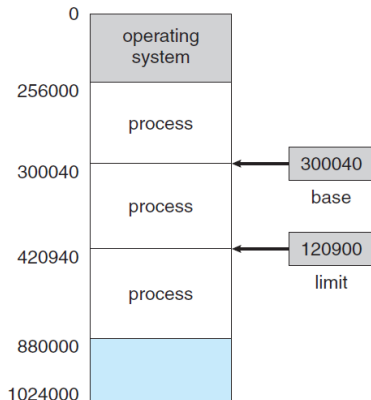 0
operating
system
256000
process
300040
300040
base
process
420940
120900
limit
process
880000
1024000